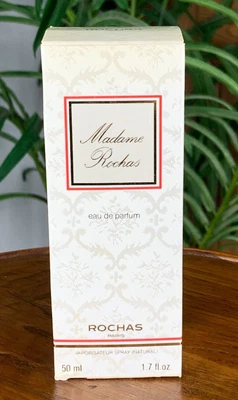 Madame
Rochas
eau de parfum
ROCHAS
PARIS
VAPORISATEUR SPRAY (NATURAL)
50 ml 1.7 fl.oz.